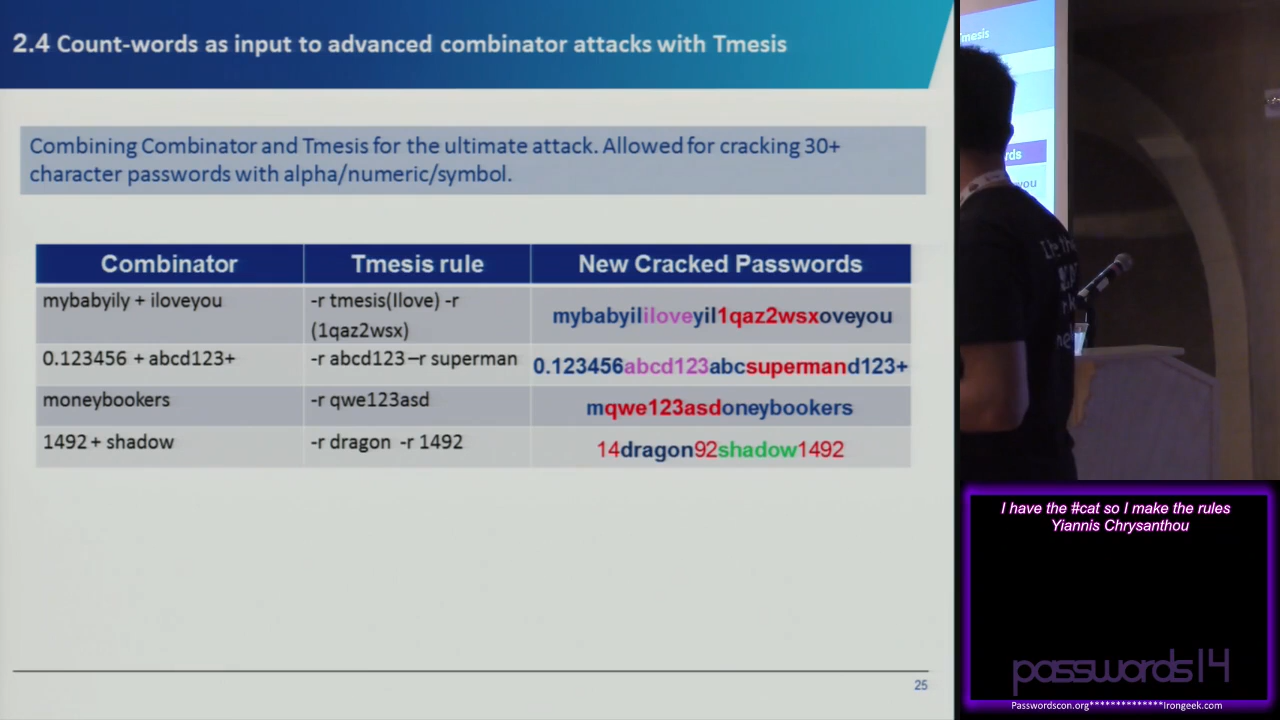 2.4 Count-words as input to advanced combinator attacks with Tmesis
Combining Combinator and Tmesis for the ultimate attack. Allowed for cracking 30+
character passwords with alpha/numeric/symbol.
Combinator Tmesis rule New Cracked Passwords
mybabyily + iloveyou -r tmesis(Ilove) -r
(1qaz2wsx) mybabyililoveyil1qaz2wsxoveyou
0.123456 + abcd123+ -r abcd123 –r superman 0.123456abcd123abcsupermand123+
moneybookers -r qwe123asd mqwe123asdoneybookers
1492 + shadow -r dragon -r 1492 14dragon92shadow1492
25
I have the #cat so I make the rules
Yiannis Chrysanthou
passwords14
Passwordscon.org**************Irongeek.com